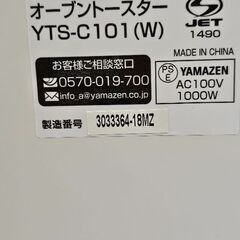 オーブントースター
YTS-C101(W)
JET
1490
MADE IN CHINA
お客様ご相談窓口
0570-019-700
info_a@yamazen.co.jp
PS
E
YAMAZEN
AC100V
1000W
製造番号
3033364-18MZ